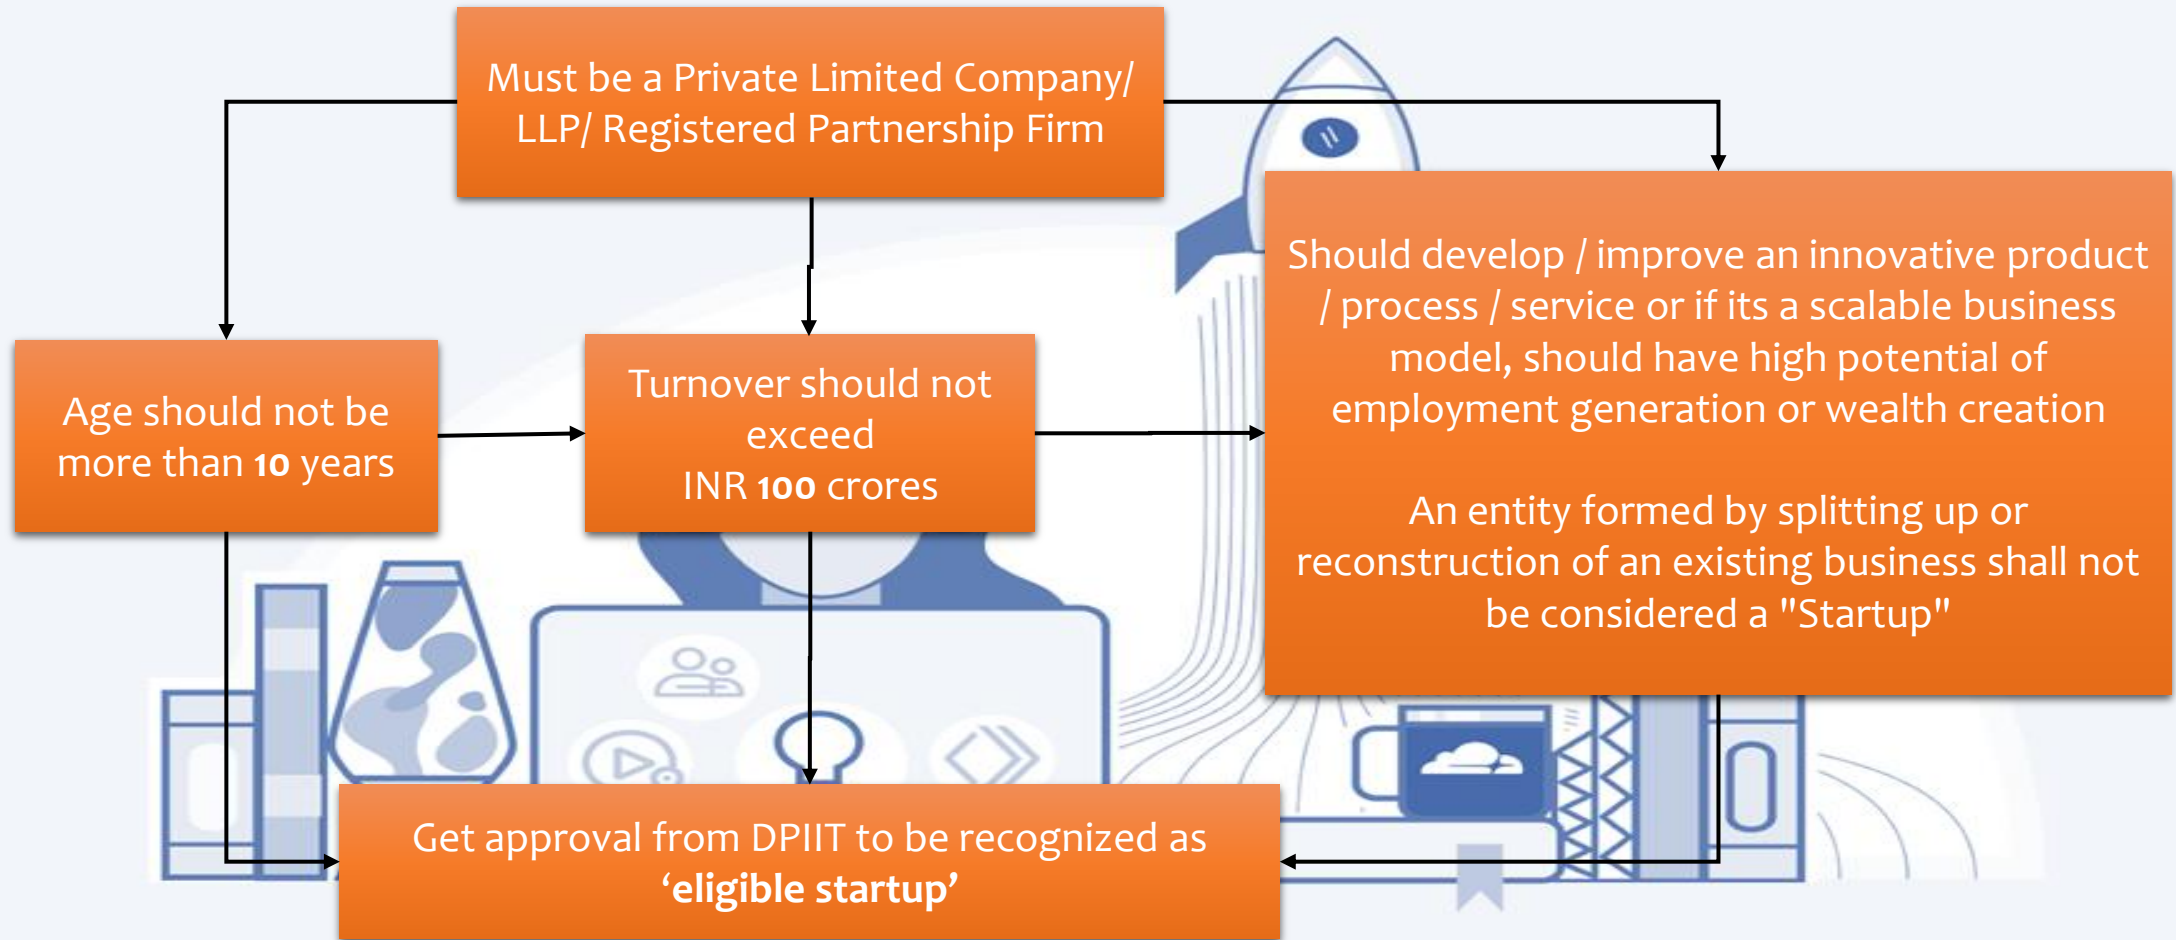 Must be a Private Limited Company/
LLP/ Registered Partnership Firm
Age should not be
more than 10 years
Turnover should not
exceed
INR 100 crores
Should develop / improve an innovative product
/ process / service or if its a scalable business
model, should have high potential of
employment generation or wealth creation
An entity formed by splitting up or
reconstruction of an existing business shall not
be considered a "Startup"
Get approval from DPIIT to be recognized as
‘eligible startup’